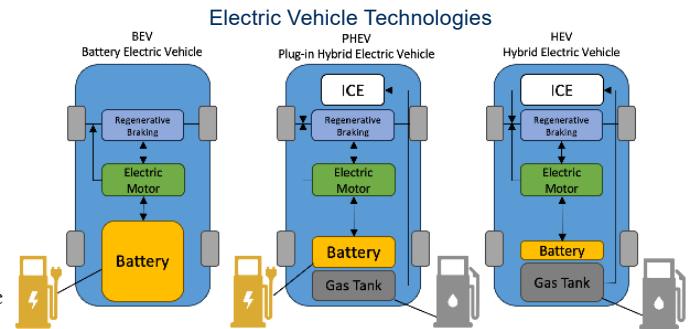 Electric Vehicle Technologies
BEV
Battery Electric Vehicle
Regenerative
Braking
Electric
Motor
Battery
PHEV
Plug-in Hybrid Electric Vehicle
ICE
Regenerative
Braking
Electric
Motor
Battery
Gas Tank
HEV
Hybrid Electric Vehicle
ICE
Regenerative
Braking
Electric
Motor
Battery
Gas Tank
e